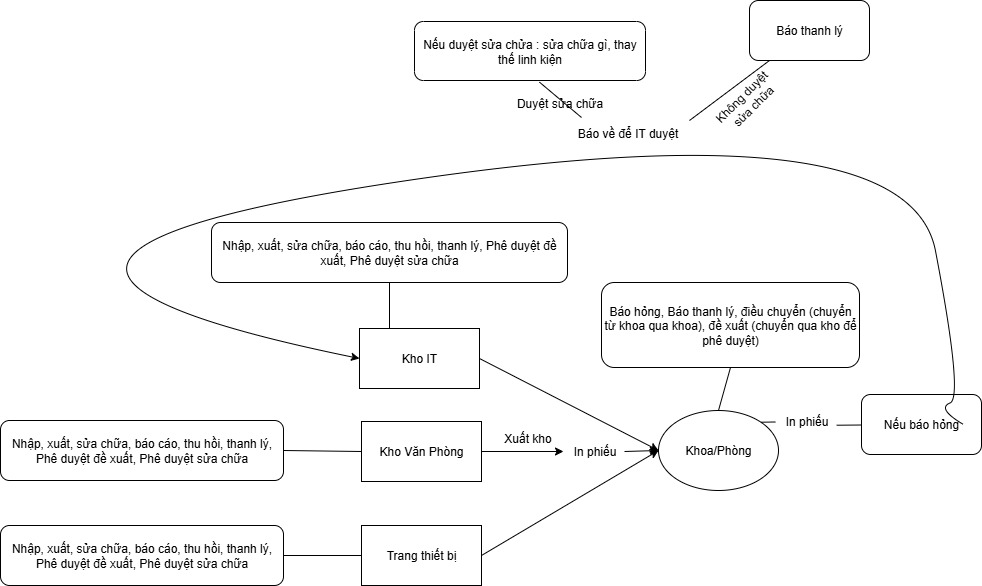 Báo thanh lý
Nếu duyệt sửa chửa : sửa chữa gì, thay
thế linh kiện
Duyệt sửa chữa
Không duyệt
sửa chữa
Báo về để IT duyệt
Nhập, xuất, sửa chữa, báo cáo, thu hồi, thanh lý, Phê duyệt đề
xuất, Phê duyệt sửa chữa
Báo hỏng, Báo thanh lý, điều chuyển (chuyển
từ khoa qua khoa), đề xuất (chuyển qua kho để
phê duyệt)
Kho IT
Nhập, xuất, sửa chữa, báo cáo, thu hồi, thanh lý,
Phê duyệt đề xuất, Phê duyệt sửa chữa
Kho Văn Phòng
Xuất kho
In phiếu
Khoa/Phòng
In phiếu
Nếu báo hỏng
Nhập, xuất, sửa chữa, báo cáo, thu hồi, thanh lý,
Phê duyệt đề xuất, Phê duyệt sửa chữa
Trang thiết bị